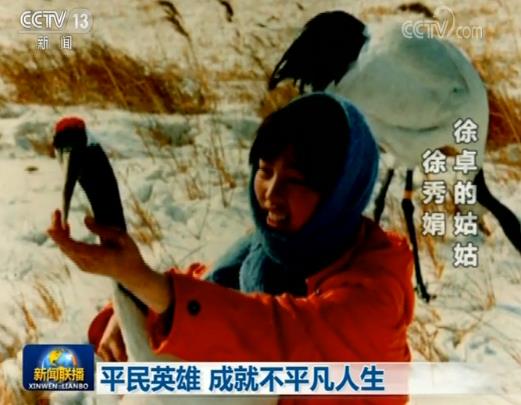 CCTV 13
新闻
CCTV2.com
徐卓的姑姑
徐秀娟
新闻联播
XINWEN LIANBO
平民英雄 成就不平凡人生